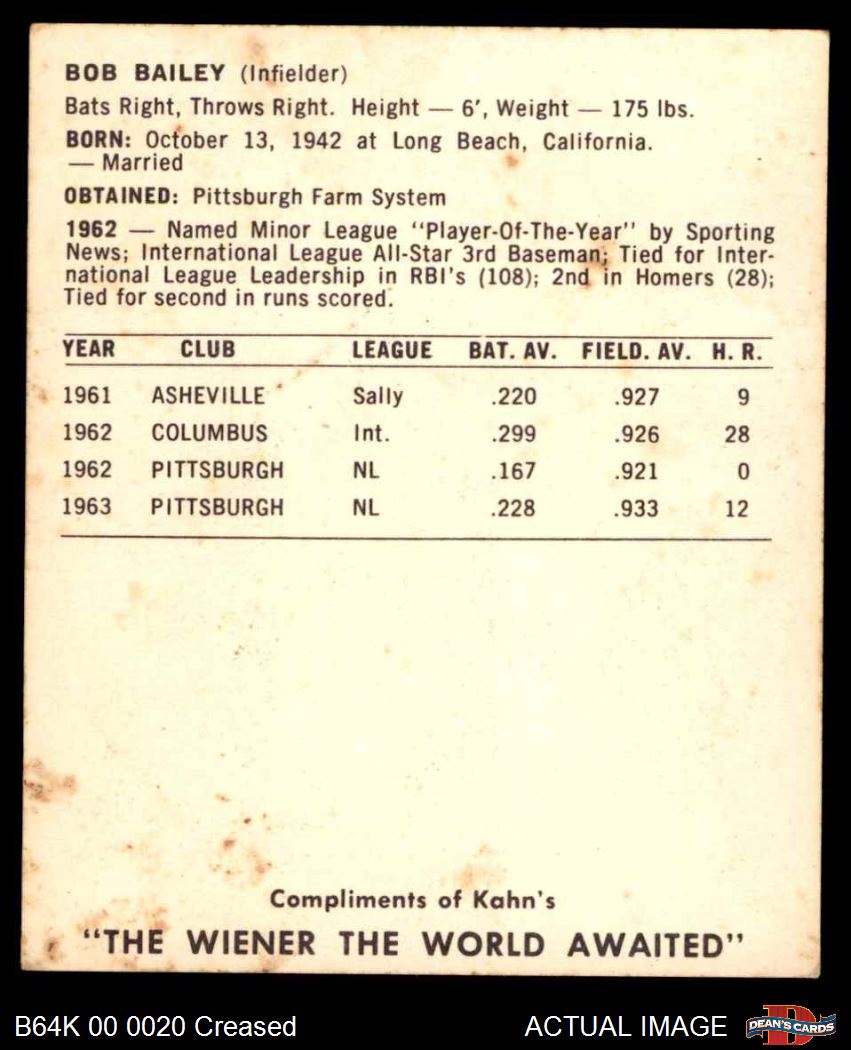 BOB BAILEY (Infielder)
Bats Right, Throws Right. Height — 6', Weight — 175 lbs.
BORN: October 13, 1942 at Long Beach, California.
— Married
OBTAINED: Pittsburgh Farm System
1962 — Named Minor League "Player-Of-The-Year" by Sporting
News; International League All-Star 3rd Baseman; Tied for Inter-
national League Leadership in RBI's (108); 2nd in Homers (28);
Tied for second in runs scored.
YEAR CLUB LEAGUE BAT. AV. FIELD. AV. H. R.
1961 ASHEVILLE Sally .220 .927 9
1962 COLUMBUS Int. .299 .926 28
1962 PITTSBURGH NL .167 .921 0
1963 PITTSBURGH NL .228 .933 12
Compliments of Kahn's
"THE WIENER THE WORLD AWAITED"
B64K 00 0020 Creased ACTUAL IMAGE DEAN'S CARDS